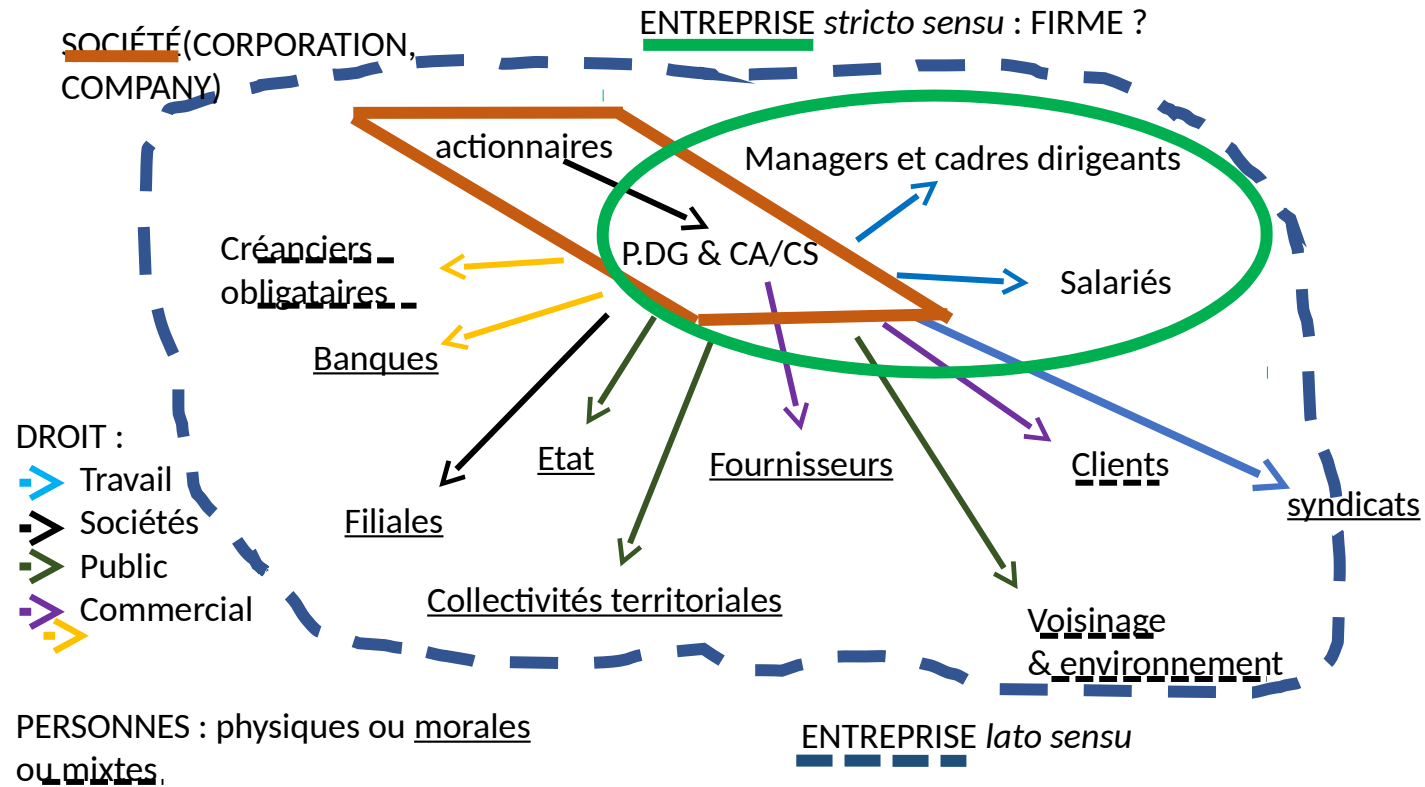 ENTREPRISE stricto sensu : FIRME ?
SOCIÉTÉ(CORPORATION,
COMPANY)
actionnaires
Managers et cadres dirigeants
P.DG & CA/CS
Créanciers
obligataires
Salariés
Banques
DROIT :
Travail
Sociétés
Public
Commercial
Etat
Fournisseurs
Clients
syndicats
Filiales
Collectivités territoriales
Voisinage
& environnement
PERSONNES : physiques ou morales
ou mixtes
ENTREPRISE lato sensu